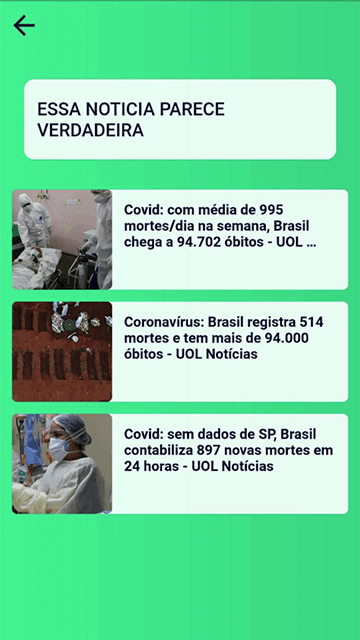 ESSA NOTICIA PARECE
VERDADEIRA
Covid: com média de 995
mortes/dia na semana, Brasil
chega a 94.702 óbitos - UOL ...
Coronavírus: Brasil registra 514
mortes e tem mais de 94.000
óbitos - UOL Notícias
Covid: sem dados de SP, Brasil
contabiliza 897 novas mortes em
24 horas - UOL Notícias